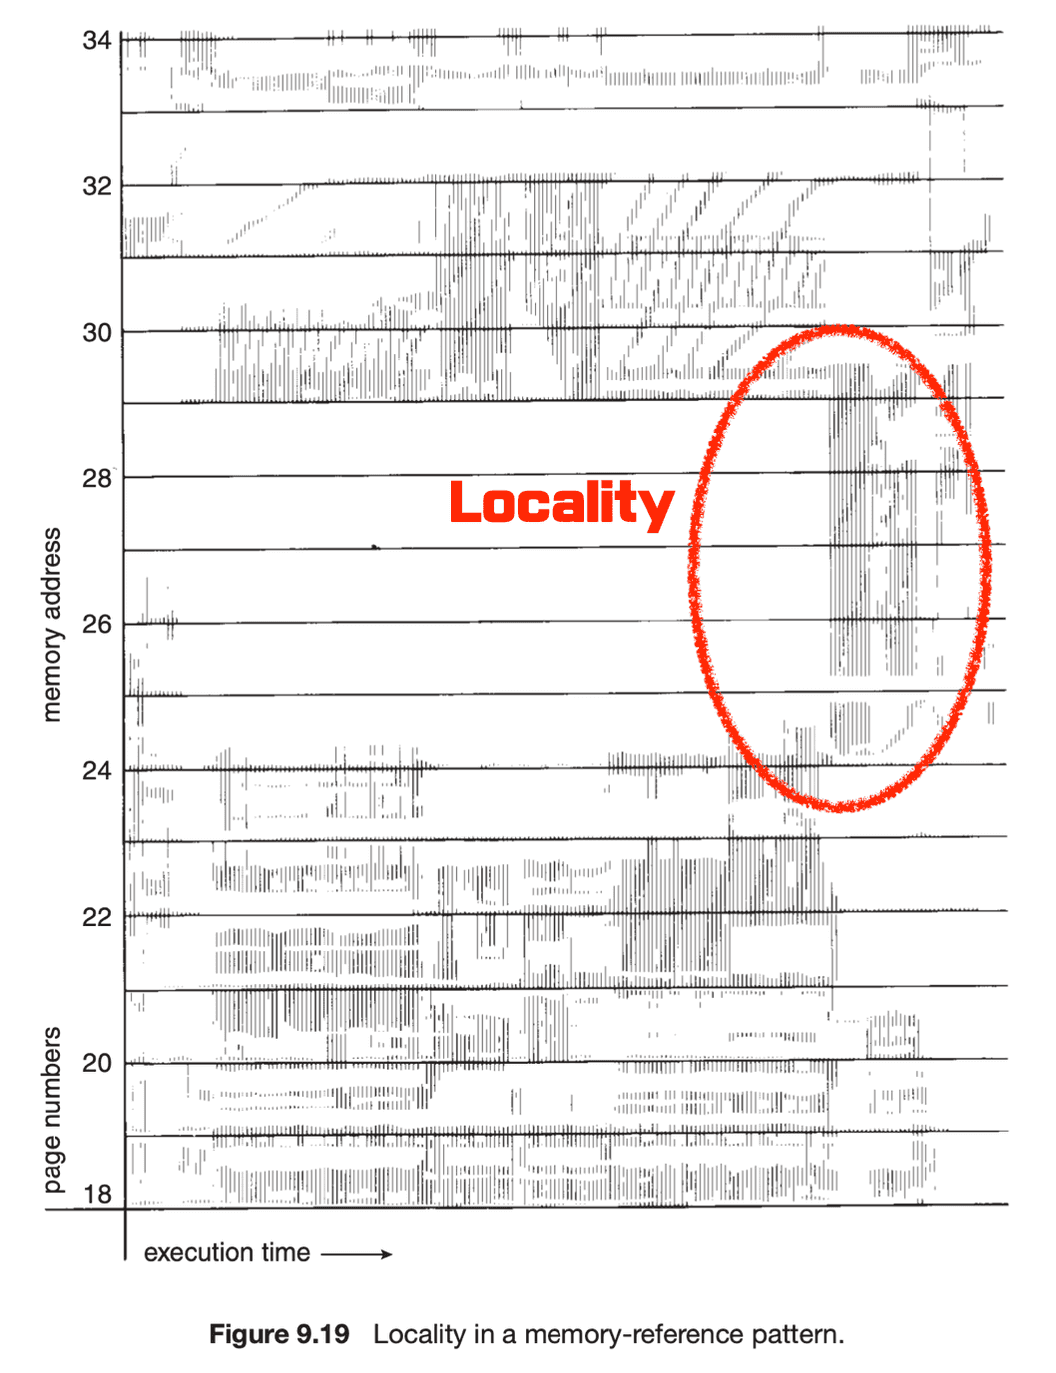 34
32
30
28
Locality
memory address
26
24
22
page numbers
20
18
execution time
Figure 9.19 Locality in a memory-reference pattern.